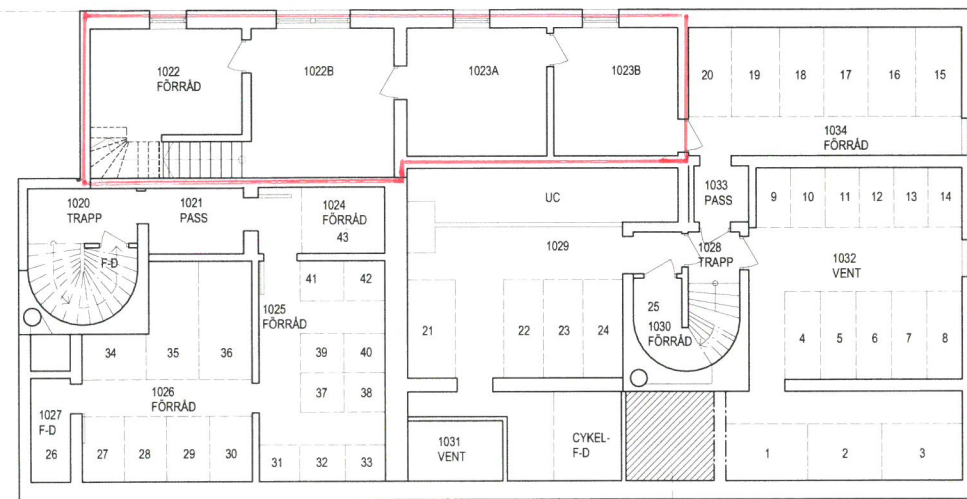 1022
FÖRRÅD
1022B
1023A
1023B
20
19
18
17
16
15
1034
FÖRRÅD
1020
TRAPP
1021
PASS
1024
FÖRRÅD
43
UC
1033
PASS
9
10
11
12
13
14
F-D
1029
1028
TRAPP
1032
VENT
41
42
1025
FÖRRÅD
21
22
23
24
25
1030
FÖRRÅD
4
5
6
7
8
34
35
36
39
40
37
38
1026
FÖRRÅD
1027
F-D
26
27
28
29
30
31
32
33
1031
VENT
CYKEL-
F-D
1
2
3